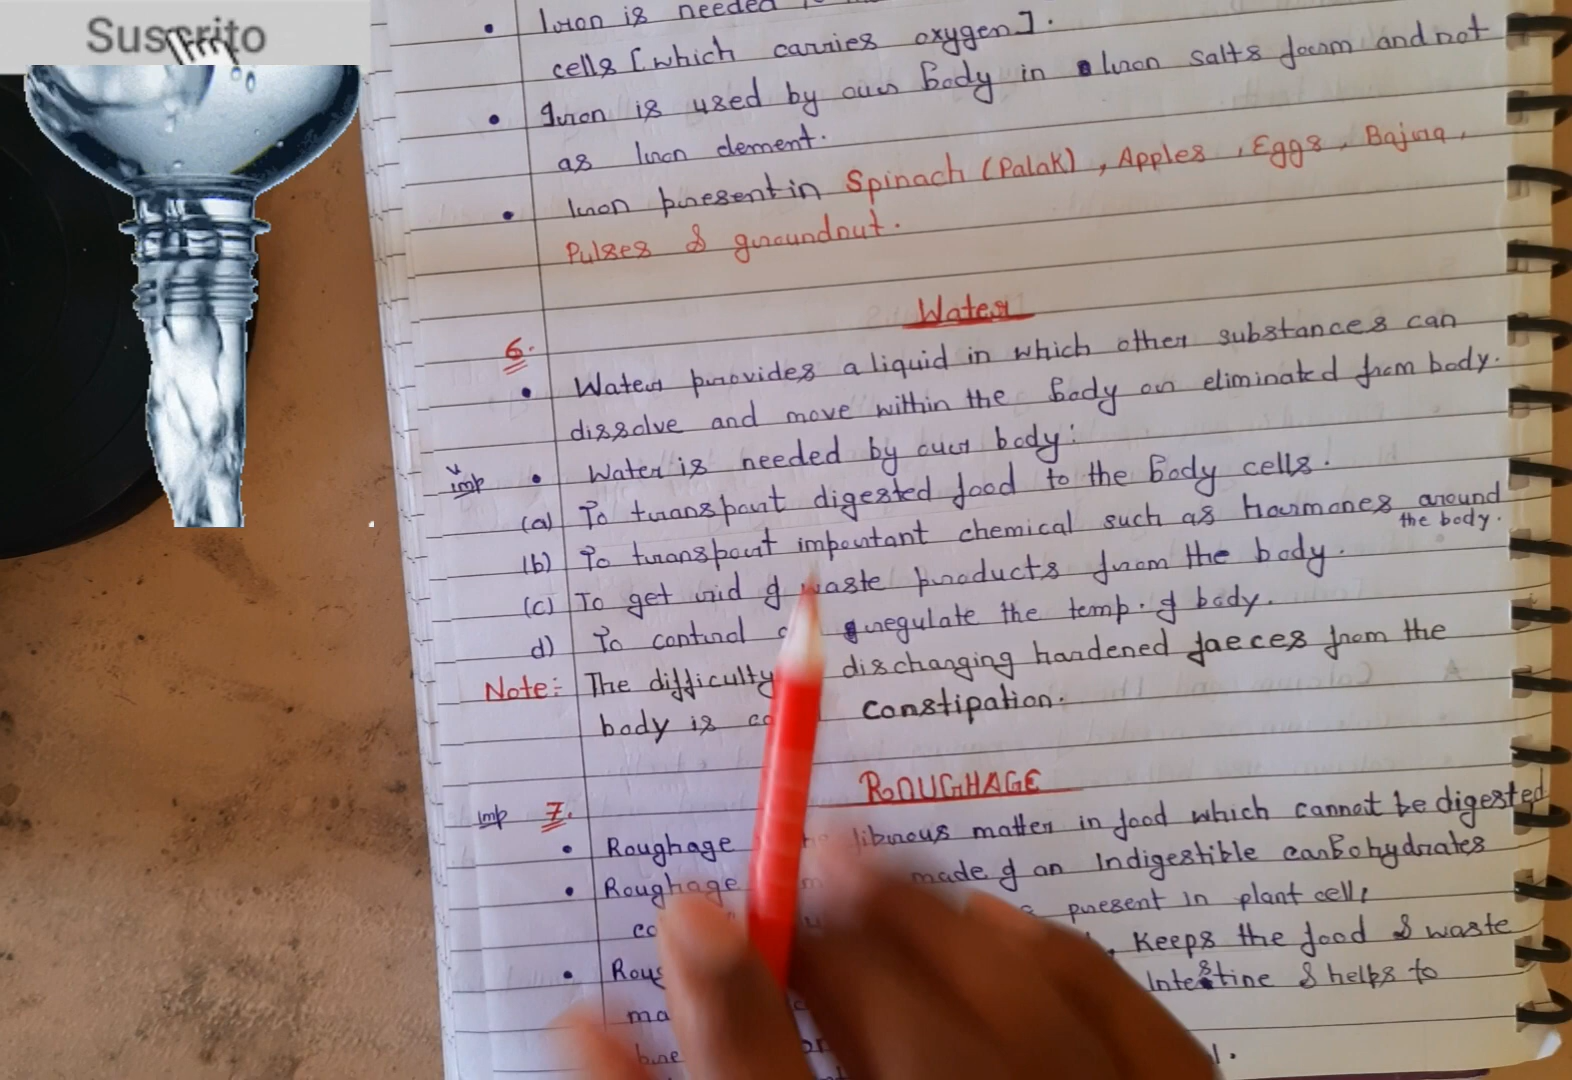 Suscrito
Iron is needed
cells [which carries oxygen].
Iron is used by our body in Iron salts form and not
as Iron element.
Iron present in Spinach (Palak), Apples, Eggs, Bajra,
Pulses & groundnut.
Water
6.
Water provides a liquid in which other substances can
dissolve and move within the body or eliminated from body.
imp
Water is needed by our body:
(a) To transport digested food to the body cells.
(b) To transport important chemical such as hormones around
the body.
(c) To get rid of waste products from the body.
d) To control regulate the temp. of body.
Note:- The difficulty discharging hardened faeces from the
body is Constipation.
ROUGHAGE
imp 7.
Roughage fibrous matter in food which cannot be digested
Roughage made of an Indigestible carbohydrates
present in plant cell
Keeps the food & waste
Intestine & helps to